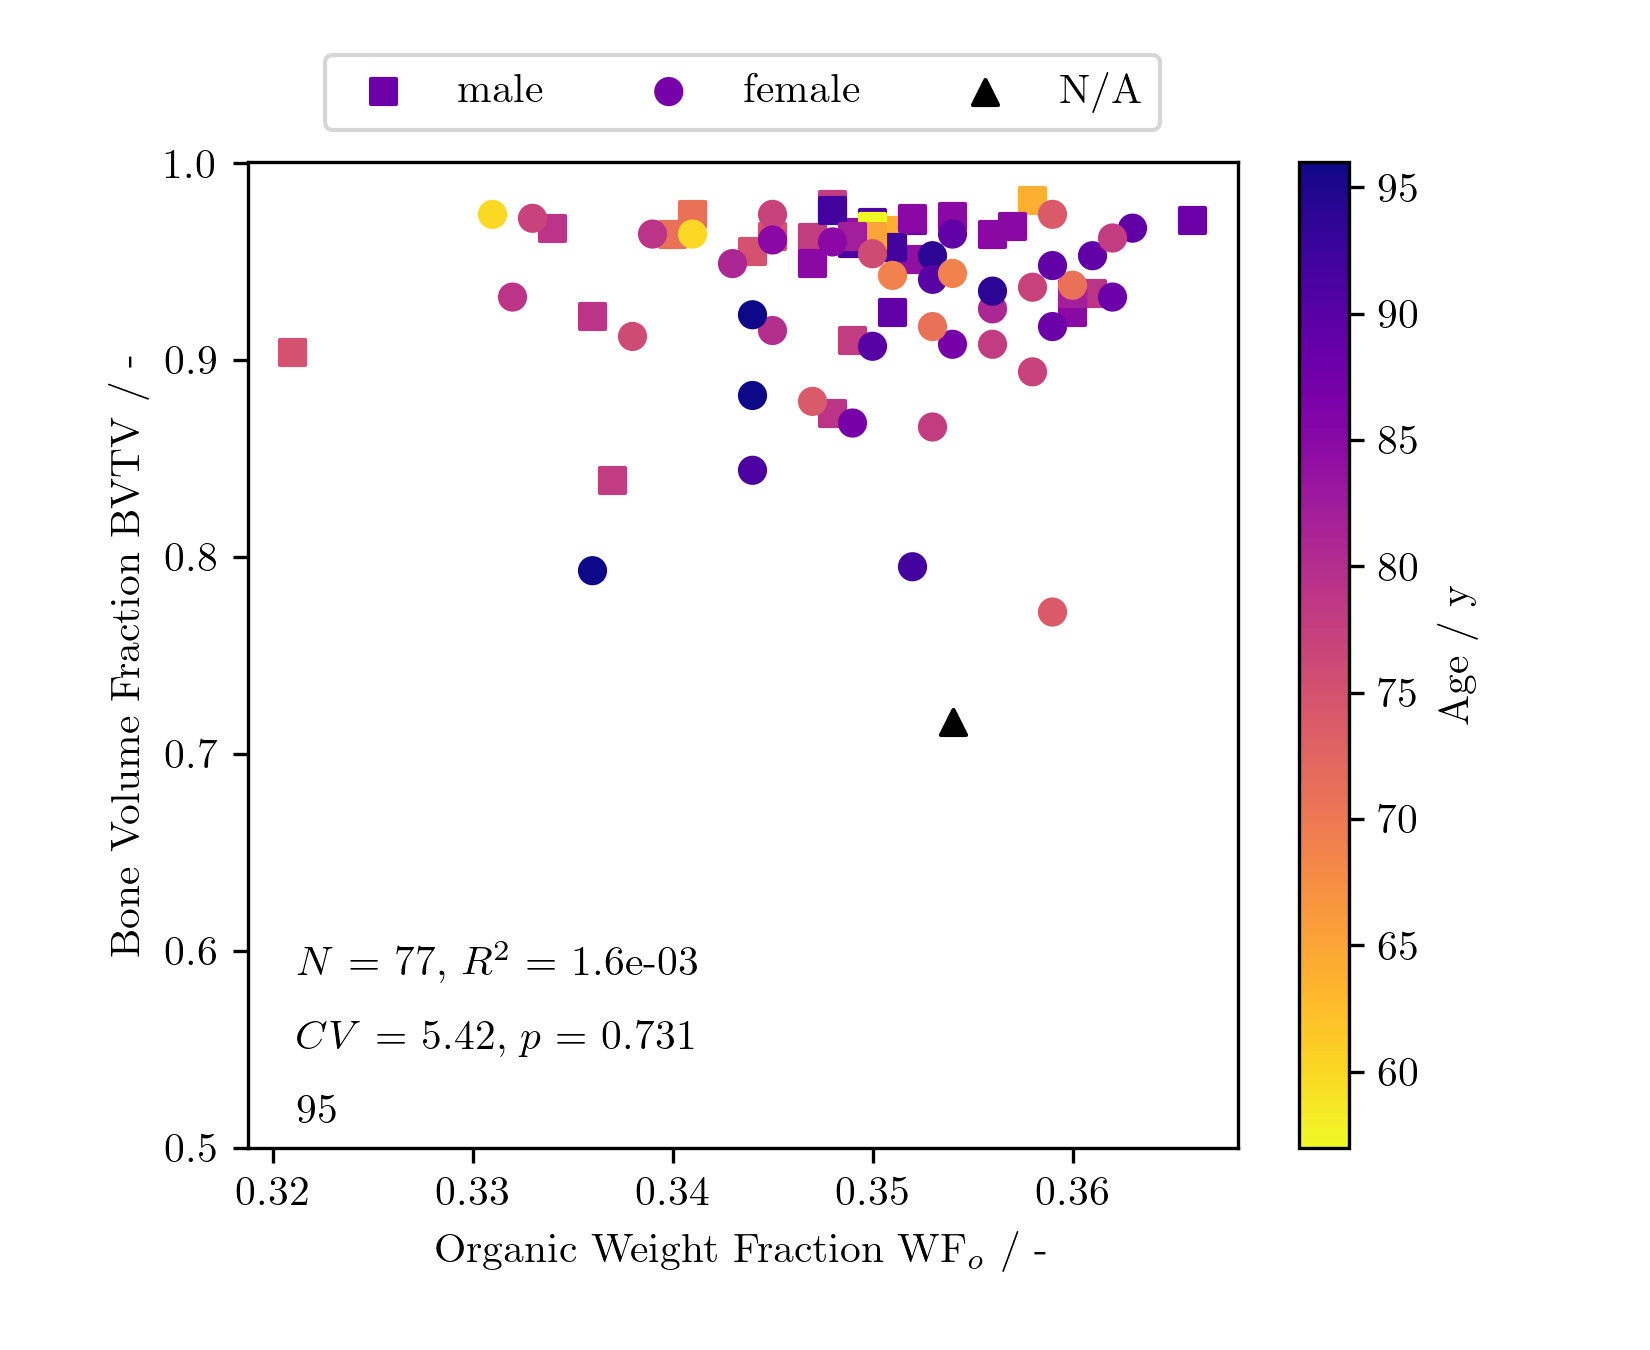 male female N/A
1.0
0.9
0.8
0.7
0.6
0.5
Bone Volume Fraction BVTV / -
N = 77, R² = 1.6e-03
CV = 5.42, p = 0.731
95
0.32 0.33 0.34 0.35 0.36
Organic Weight Fraction WFₒ / -
95
90
85
80
75
70
65
60
Age / y